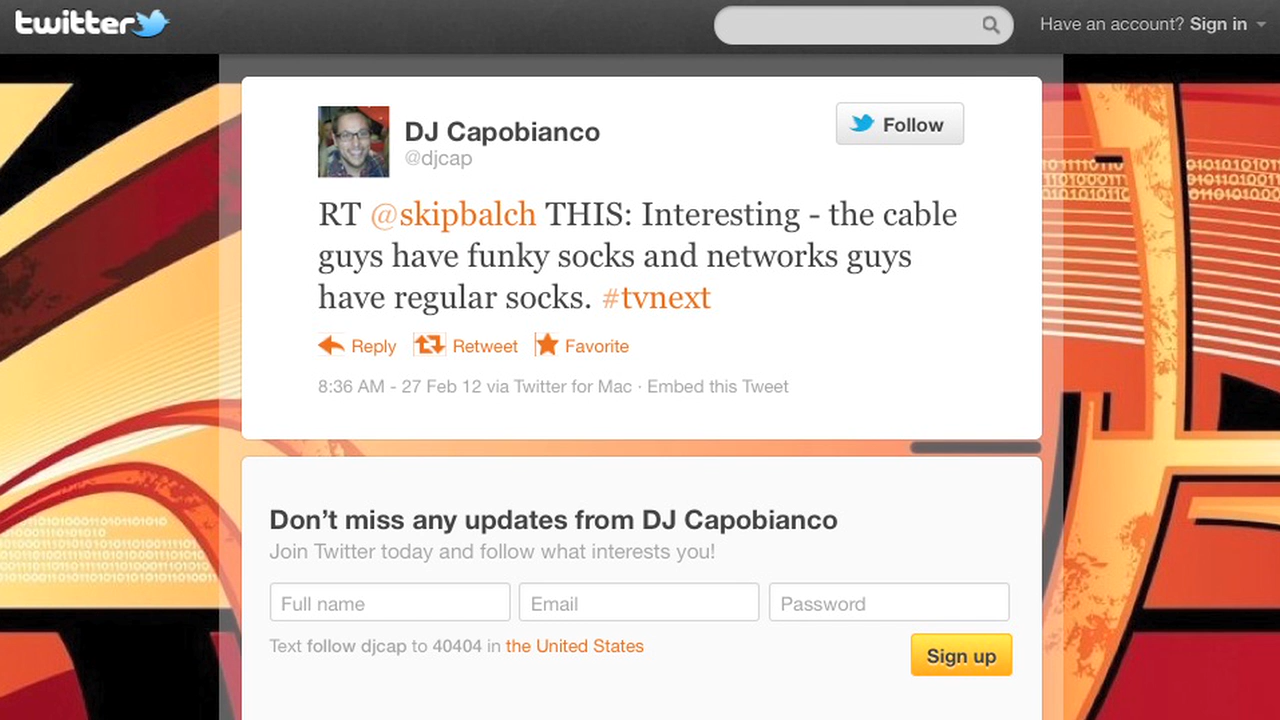 twitter
Have an account? Sign in
DJ Capobianco
@djcap
Follow
RT @skipbalch THIS: Interesting - the cable
guys have funky socks and networks guys
have regular socks. #tvnext
Reply Retweet Favorite
8:36 AM - 27 Feb 12 via Twitter for Mac · Embed this Tweet
Don’t miss any updates from DJ Capobianco
Join Twitter today and follow what interests you!
Full name Email Password
Text follow djcap to 40404 in the United States
Sign up